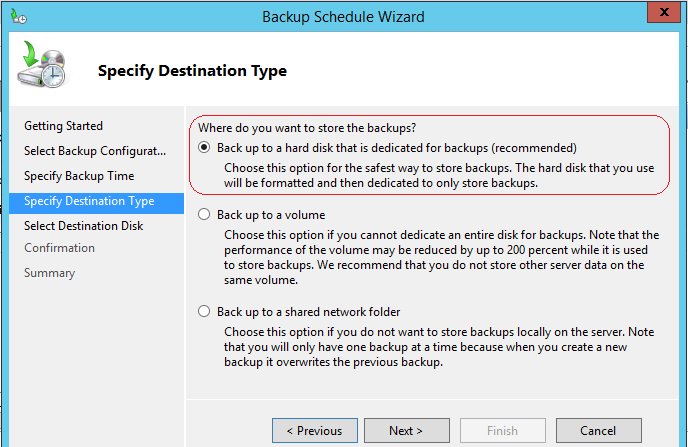 Backup Schedule Wizard
Specify Destination Type
Getting Started
Select Backup Configurat...
Specify Backup Time
Specify Destination Type
Select Destination Disk
Confirmation
Summary
Where do you want to store the backups?
Back up to a hard disk that is dedicated for backups (recommended)
Choose this option for the safest way to store backups. The hard disk that you use
will be formatted and then dedicated to only store backups.
Back up to a volume
Choose this option if you cannot dedicate an entire disk for backups. Note that the
performance of the volume may be reduced by up to 200 percent while it is used
to store backups. We recommend that you do not store other server data on the
same volume.
Back up to a shared network folder
Choose this option if you do not want to store backups locally on the server. Note
that you will only have one backup at a time because when you create a new
backup it overwrites the previous backup.
< Previous
Next >
Finish
Cancel